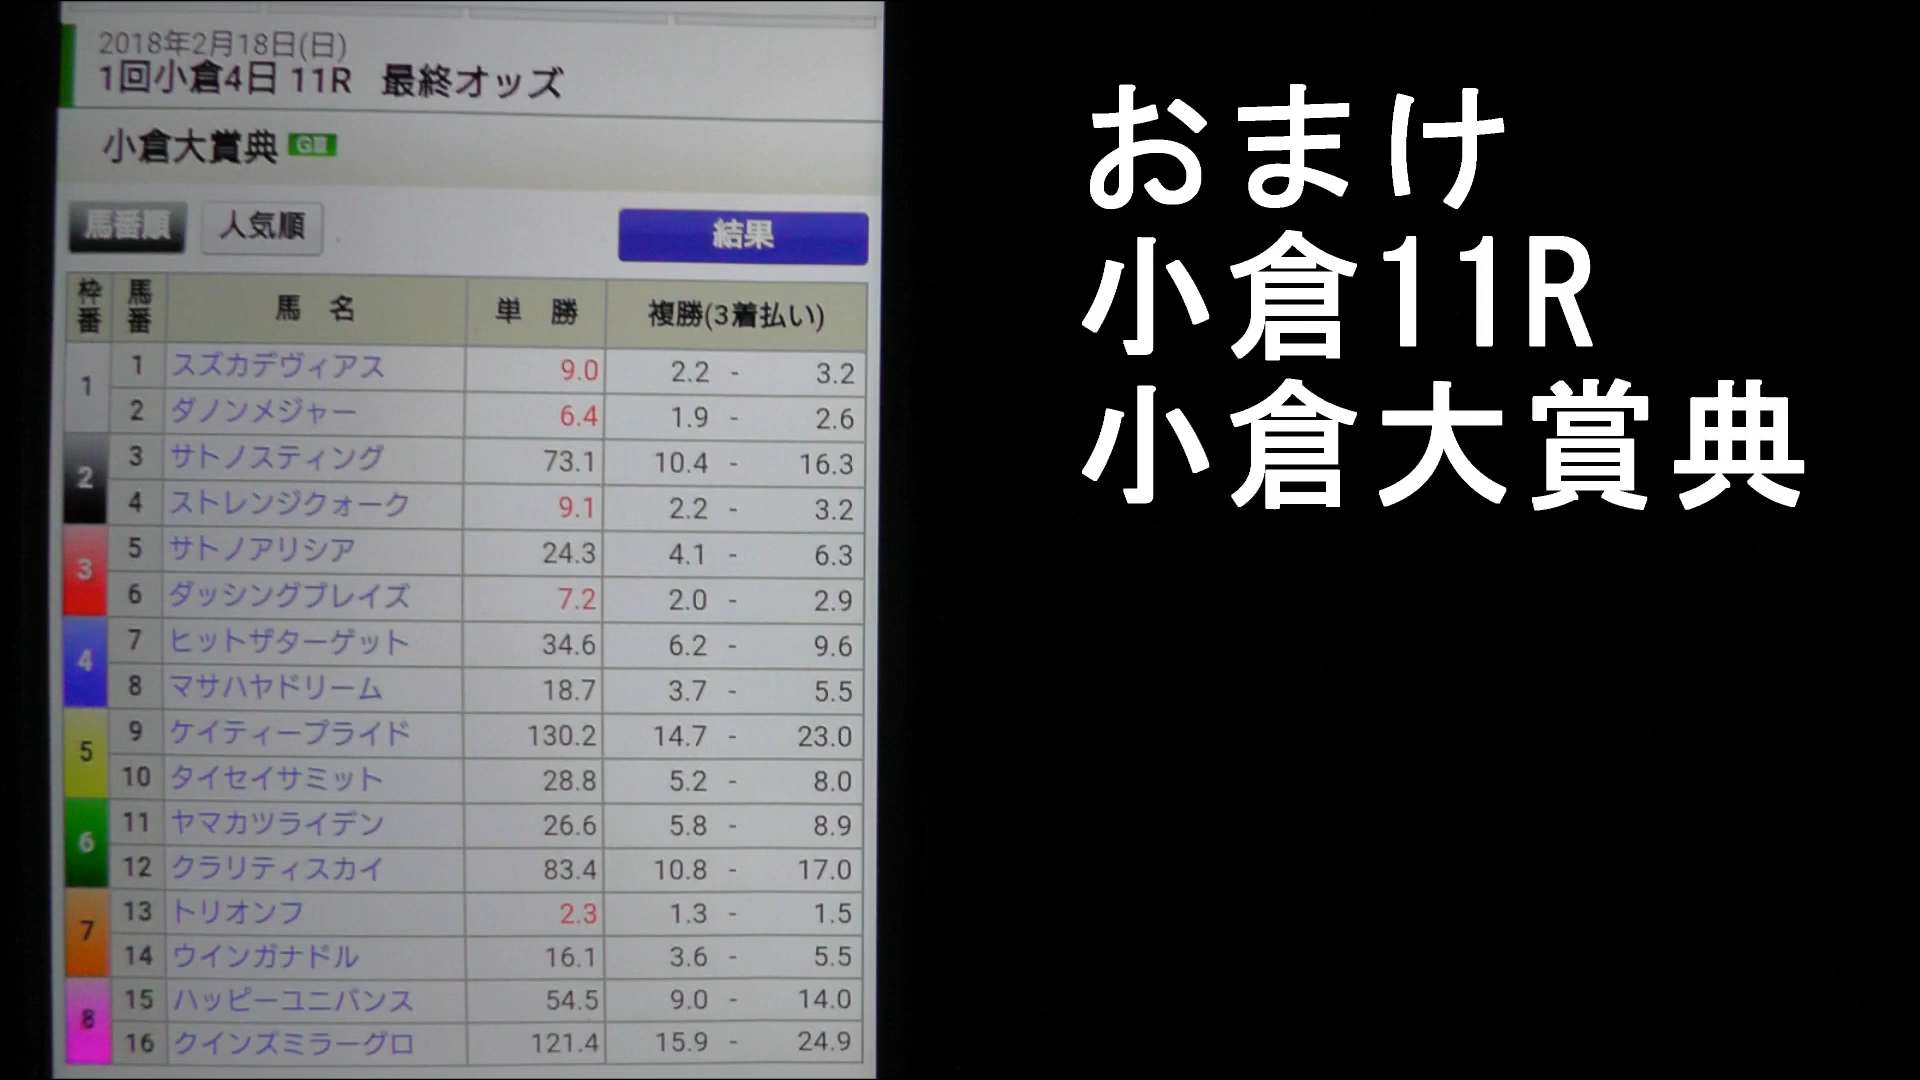 2018年2月18日(日)
1回小倉4日 11R 最終オッズ
小倉大賞典 GⅢ
馬番順 人気順 結果
枠番 馬番 馬 名 単 勝 複勝(3着払い)
1 1 スズカデヴィアス 9.0 2.2 - 3.2
2 ダノンメジャー 6.4 1.9 - 2.6
2 3 サトノスティング 73.1 10.4 - 16.3
4 ストレンジクォーク 9.1 2.2 - 3.2
3 5 サトノアリシア 24.3 4.1 - 6.3
6 ダッシングブレイズ 7.2 2.0 - 2.9
4 7 ヒットザターゲット 34.6 6.2 - 9.6
8 マサハヤドリーム 18.7 3.7 - 5.5
5 9 ケイティープライド 130.2 14.7 - 23.0
10 タイセイサミット 28.8 5.2 - 8.0
6 11 ヤマカツライデン 26.6 5.8 - 8.9
12 クラリティスカイ 83.4 10.8 - 17.0
7 13 トリオンフ 2.3 1.3 - 1.5
14 ウインガナドル 16.1 3.6 - 5.5
8 15 ハッピーユニバンス 54.5 9.0 - 14.0
16 クインズミラーグロ 121.4 15.9 - 24.9
おまけ
小倉11R
小倉大賞典